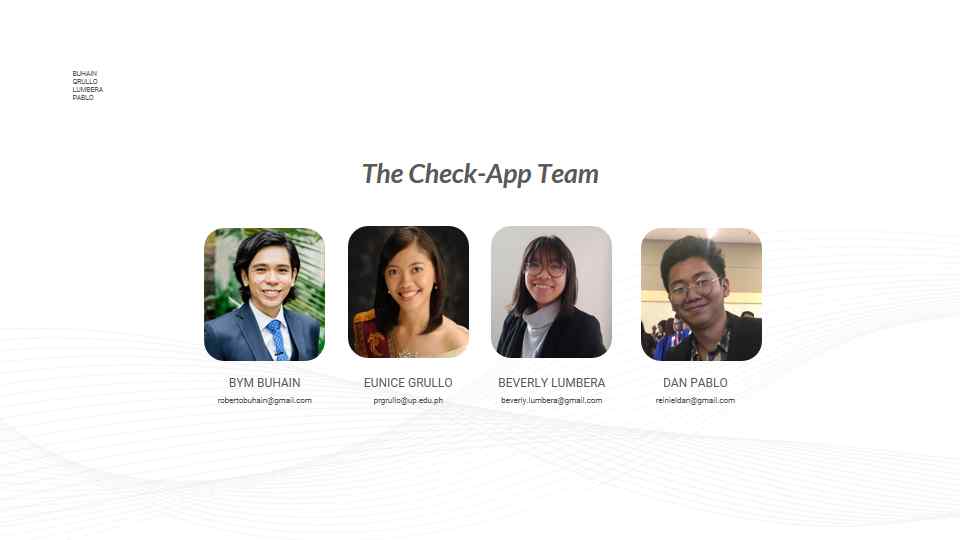 BUHAIN
GRULLO
LUMBERA
PABLO
The Check-App Team
BYM BUHAIN
EUNICE GRULLO
BEVERLY LUMBERA
DAN PABLO
robertobuhain@gmail.com
prgrullo@up.edu.ph
beverly.lumbera@gmail.com
reinieldan@gmail.com